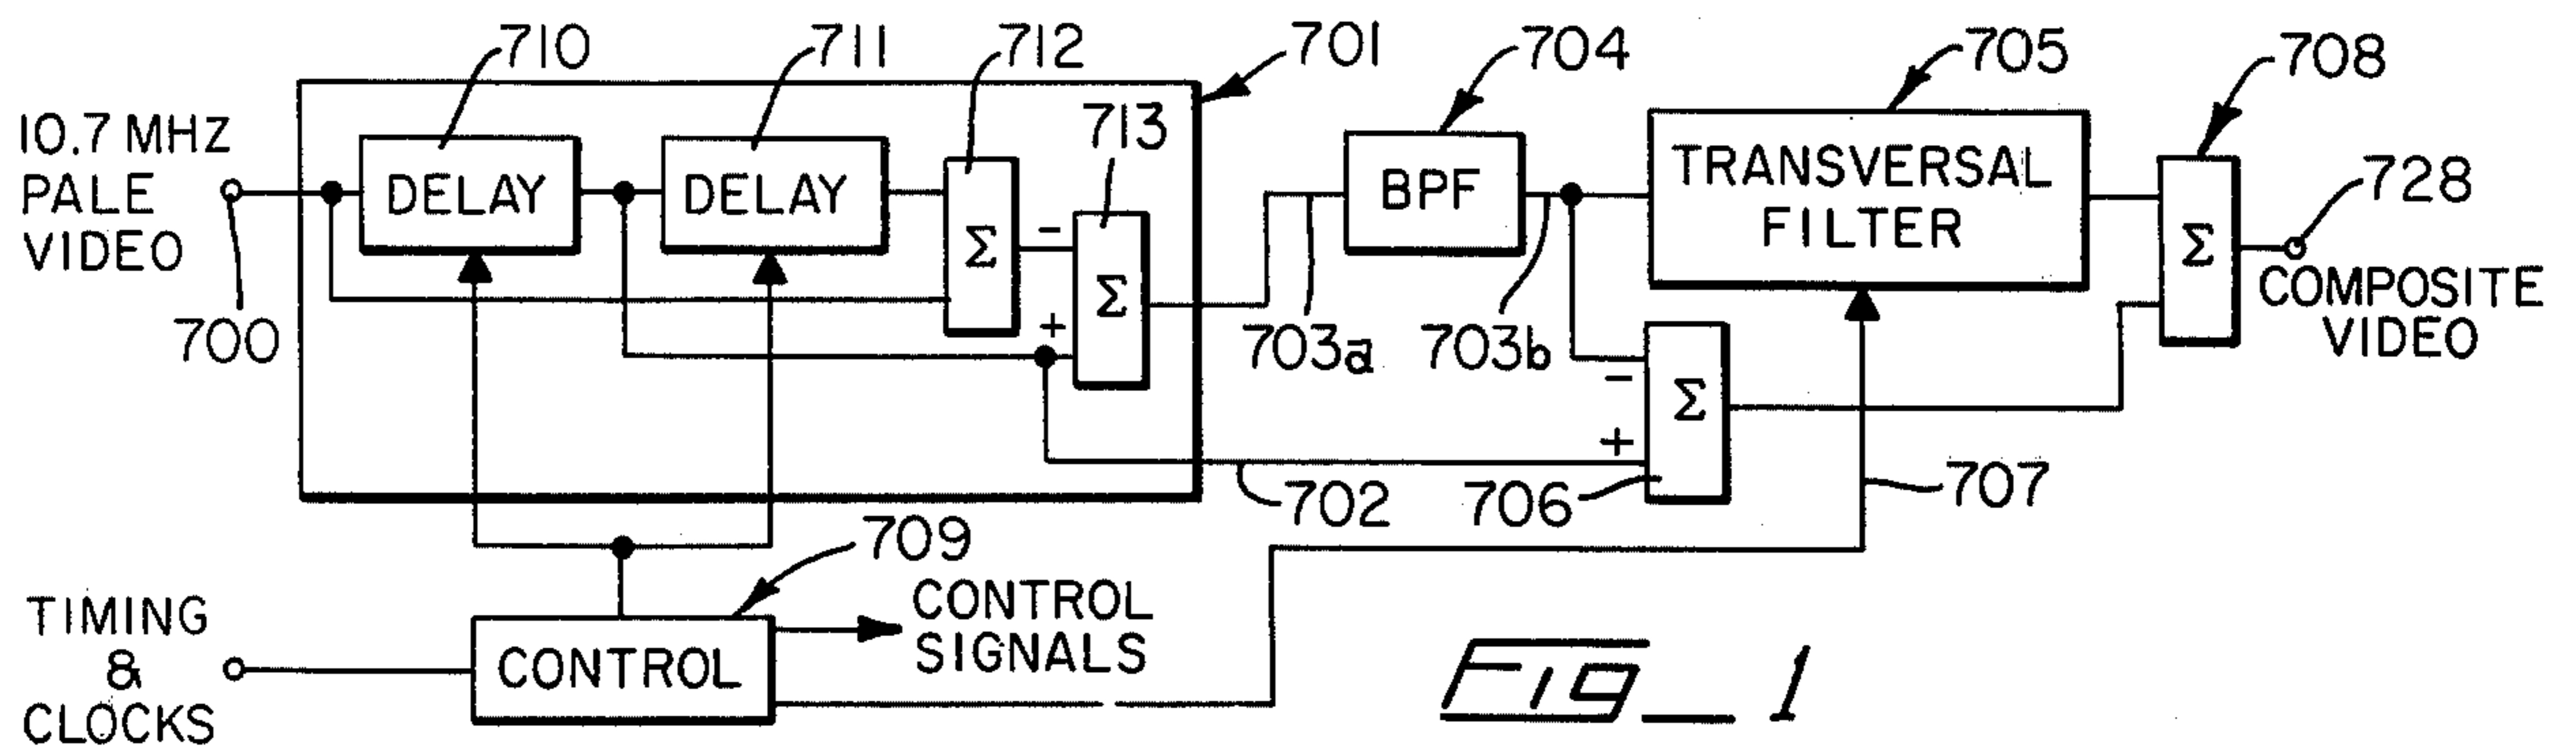 710
711
712
701
704
705
708
713
10.7 MHZ
PALE
VIDEO
DELAY
DELAY
Σ
-
Σ
+
BPF
TRANSVERSAL
FILTER
Σ
728
COMPOSITE
VIDEO
700
703a
703b
-
Σ
+
702
706
707
709
TIMING
&
CLOCKS
CONTROL
CONTROL
SIGNALS
Fig_1